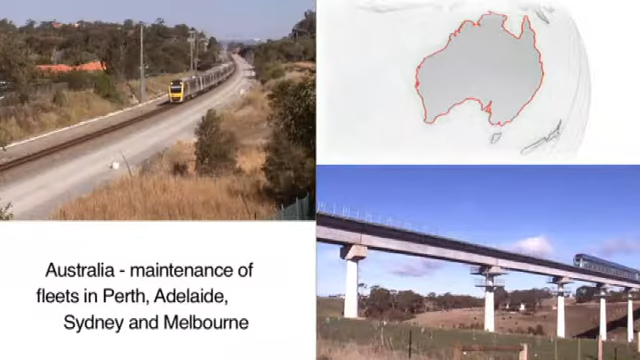 Australia - maintenance of
fleets in Perth, Adelaide,
Sydney and Melbourne